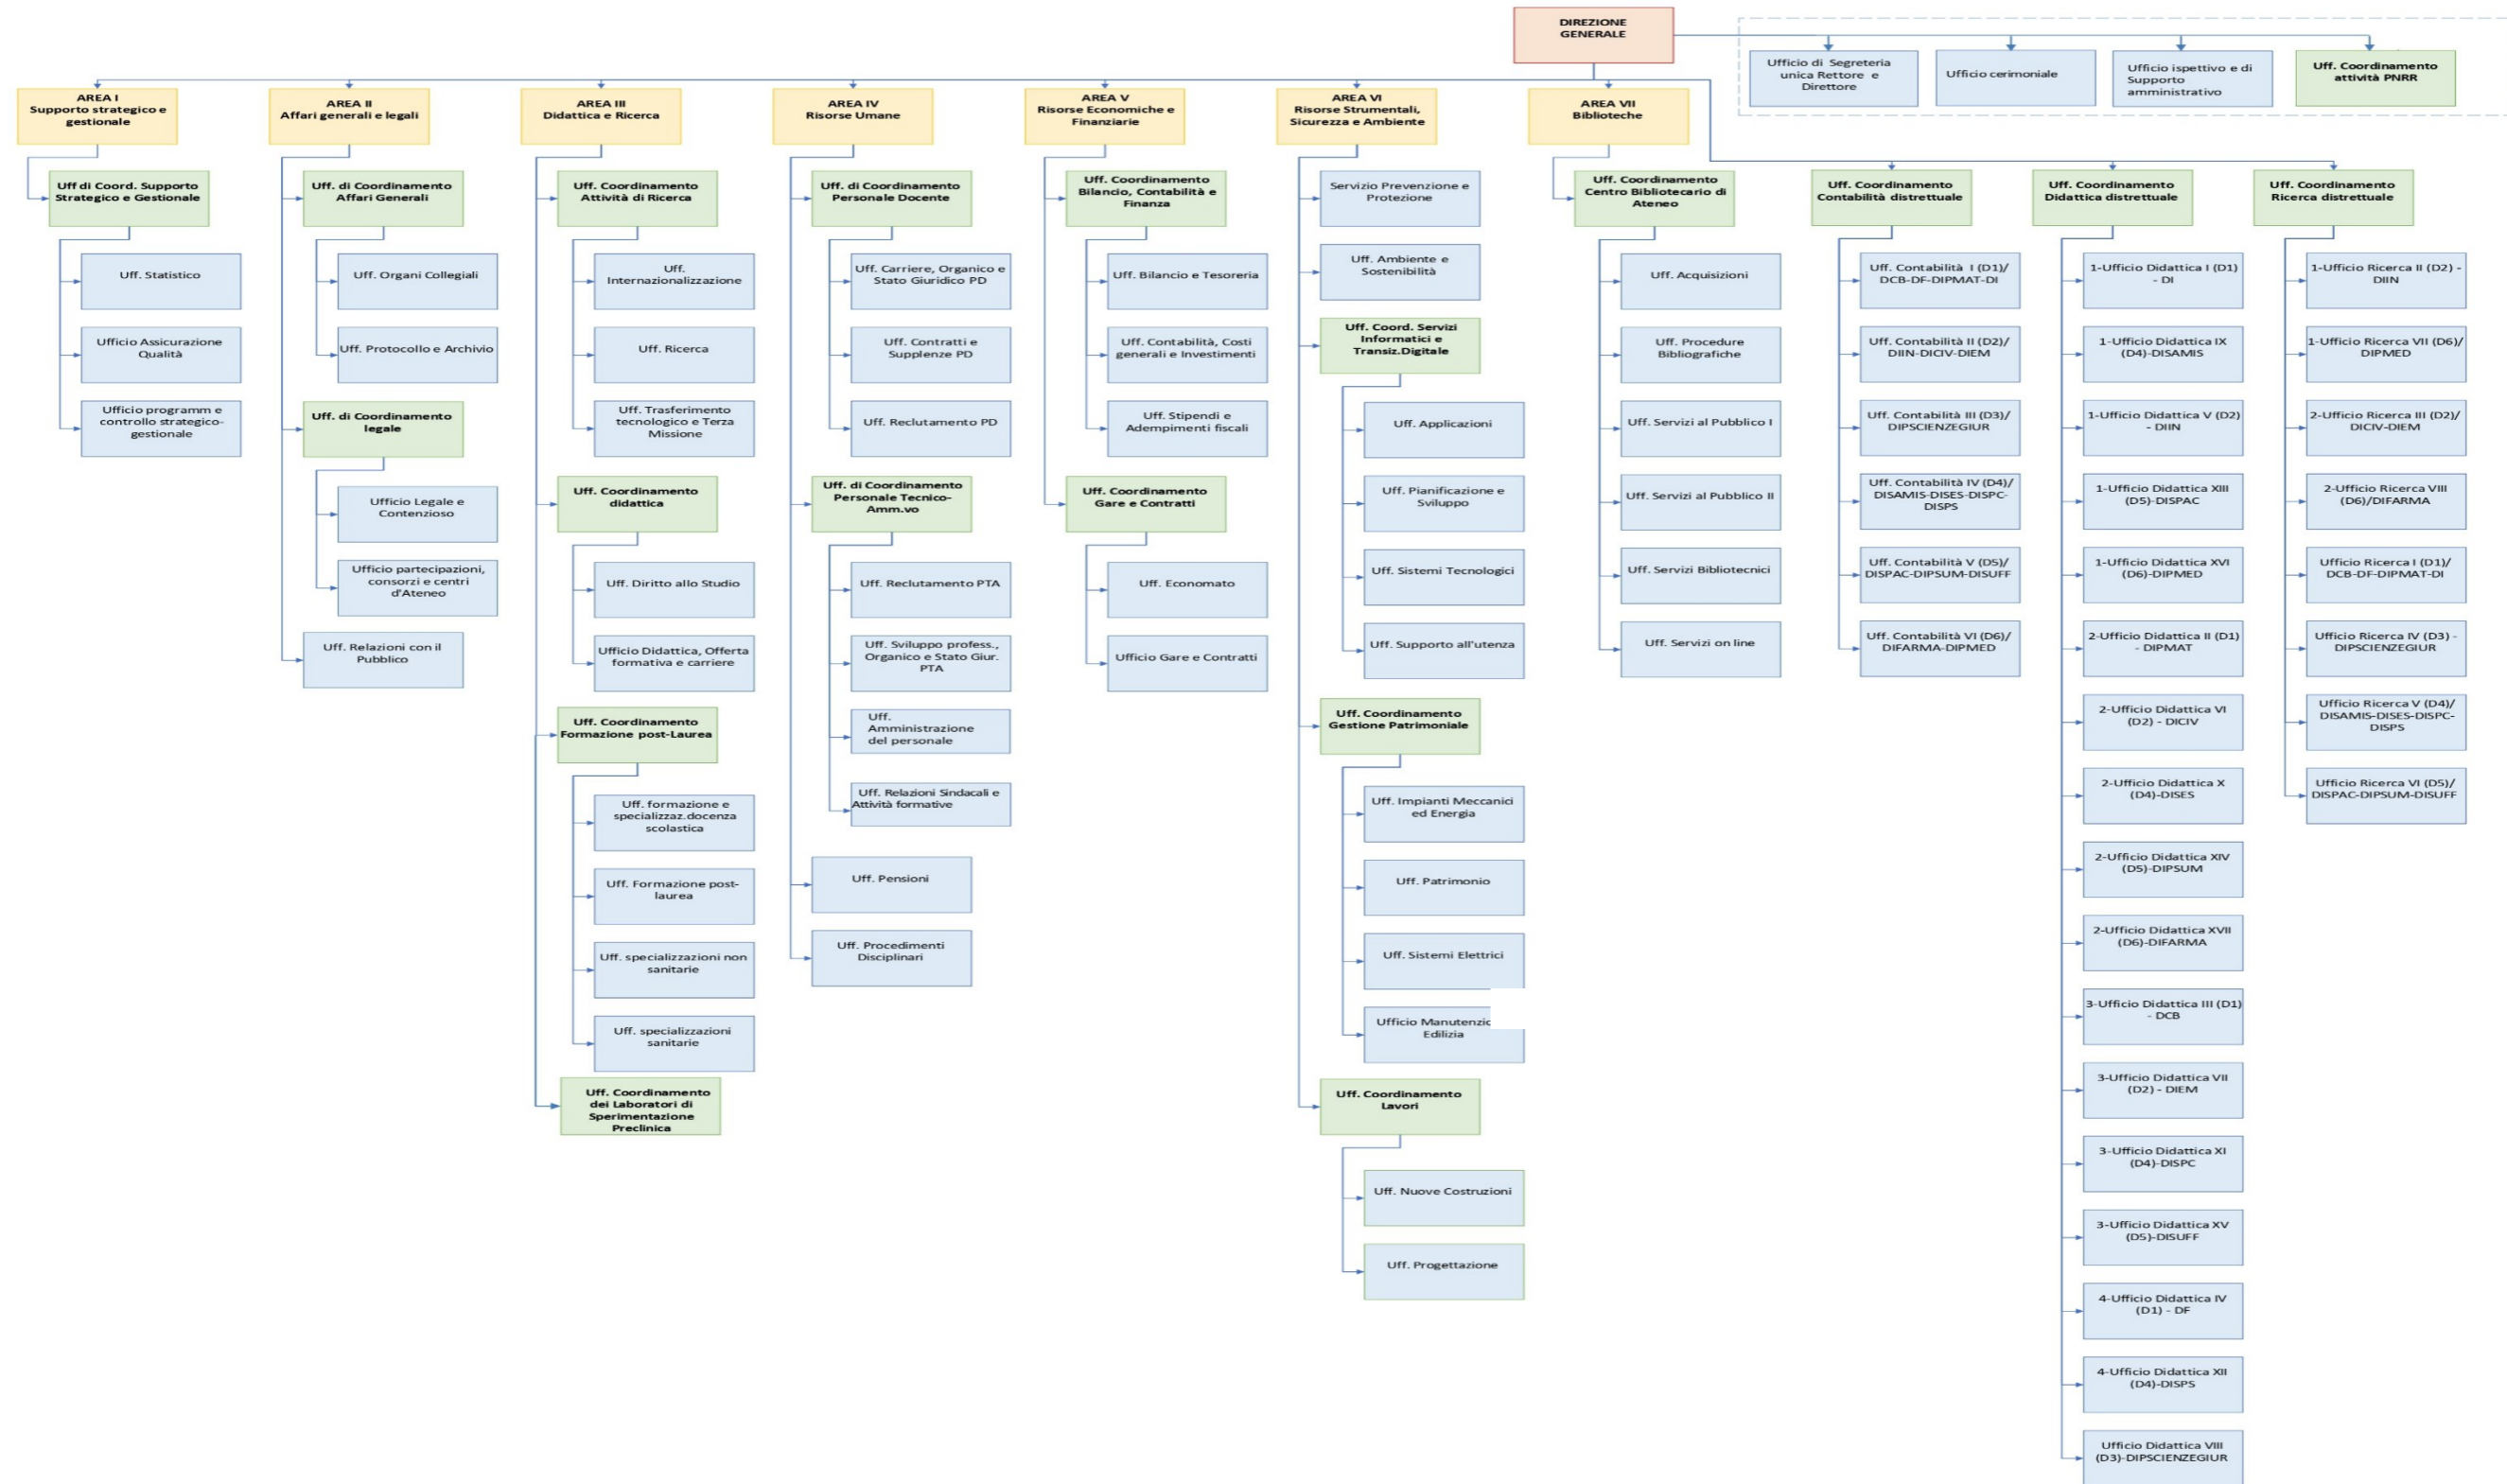 DIREZIONE
GENERALE
Ufficio di Segreteria
unica Rettore e
Direttore
Ufficio cerimoniale
Ufficio ispettivo e di
Supporto
amministrativo
Uff. Coordinamento
attività PNRR
AREA I
Supporto strategico e
gestionale
Uff di Coord. Supporto
Strategico e Gestionale
Uff. Statistico
Ufficio Assicurazione
Qualità
Ufficio programm e
controllo strategico-
gestionale
AREA II
Affari generali e legali
Uff. di Coordinamento
Affari Generali
Uff. Organi Collegiali
Uff. Protocollo e Archivio
Uff. di Coordinamento
legale
Ufficio Legale e
Contenzioso
Ufficio partecipazioni,
consorzi e centri
d'Ateneo
Uff. Relazioni con il
Pubblico
AREA III
Didattica e Ricerca
Uff. Coordinamento
Attività di Ricerca
Uff.
Internazionalizzazione
Uff. Ricerca
Uff. Trasferimento
tecnologico e Terza
Missione
Uff. Coordinamento
didattica
Uff. Diritto allo Studio
Ufficio Didattica, Offerta
formativa e carriere
Uff. Coordinamento
Formazione post-Laurea
Uff. formazione e
specializzaz.docenza
scolastica
Uff. Formazione post-
laurea
Uff. specializzazioni non
sanitarie
Uff. specializzazioni
sanitarie
Uff. Coordinamento
dei Laboratori di
Sperimentazione
Preclinica
AREA IV
Risorse Umane
Uff. di Coordinamento
Personale Docente
Uff. Carriere, Organico e
Stato Giuridico PD
Uff. Contratti e
Supplenze PD
Uff. Reclutamento PD
Uff. di Coordinamento
Personale Tecnico-
Amm.vo
Uff. Reclutamento PTA
Uff. Sviluppo profess.,
Organico e Stato Giur.
PTA
Uff.
Amministrazione
del personale
Uff. Relazioni Sindacali e
Attività formative
Uff. Pensioni
Uff. Procedimenti
Disciplinari
AREA V
Risorse Economiche e
Finanziarie
Uff. Coordinamento
Bilancio, Contabilità e
Finanza
Uff. Bilancio e Tesoreria
Uff. Contabilità, Costi
generali e Investimenti
Uff. Stipendi e
Adempimenti fiscali
Uff. Coordinamento
Gare e Contratti
Uff. Economato
Ufficio Gare e Contratti
AREA VI
Risorse Strumentali,
Sicurezza e Ambiente
Servizio Prevenzione e
Protezione
Uff. Ambiente e
Sostenibilità
Uff. Coord. Servizi
Informatici e
Transiz.Digitale
Uff. Applicazioni
Uff. Pianificazione e
Sviluppo
Uff. Sistemi Tecnologici
Uff. Supporto all'utenza
Uff. Coordinamento
Gestione Patrimoniale
Uff. Impianti Meccanici
ed Energia
Uff. Patrimonio
Uff. Sistemi Elettrici
Ufficio Manutenzio
Edilizia
Uff. Coordinamento
Lavori
Uff. Nuove Costruzioni
Uff. Progettazione
AREA VII
Biblioteche
Uff. Coordinamento
Centro Bibliotecario di
Ateneo
Uff. Acquisizioni
Uff. Procedure
Bibliografiche
Uff. Servizi al Pubblico I
Uff. Servizi al Pubblico II
Uff. Servizi Bibliotecnici
Uff. Servizi on line
Uff. Coordinamento
Contabilità distrettuale
Uff. Contabilità I (D1)/
DCB-DF-DIPMAT-DI
Uff. Contabilità II (D2)/
DIIN-DICIV-DIEM
Uff. Contabilità III (D3)/
DIPSCIENZEGIUR
Uff. Contabilità IV (D4)/
DISAMIS-DISES-DISPC-
DISPS
Uff. Contabilità V (D5)/
DISPAC-DIPSUM-DISUFF
Uff. Contabilità VI (D6)/
DIFARMA-DIPMED
Uff. Coordinamento
Didattica distrettuale
1-Ufficio Didattica I (D1)
- DI
1-Ufficio Didattica IX
(D4)-DISAMIS
1-Ufficio Didattica V (D2)
- DIIN
1-Ufficio Didattica XIII
(D5)-DISPAC
1-Ufficio Didattica XVI
(D6)-DIPMED
2-Ufficio Didattica II (D1)
- DIPMAT
2-Ufficio Didattica VI
(D2) - DICIV
2-Ufficio Didattica X
(D4)-DISES
2-Ufficio Didattica XIV
(D5)-DIPSUM
2-Ufficio Didattica XVII
(D6)-DIFARMA
3-Ufficio Didattica III (D1)
- DCB
3-Ufficio Didattica VII
(D2) - DIEM
3-Ufficio Didattica XI
(D4)-DISPC
3-Ufficio Didattica XV
(D5)-DISUFF
4-Ufficio Didattica IV
(D1) - DF
4-Ufficio Didattica XII
(D4)-DISPS
Ufficio Didattica VIII
(D3)-DIPSCIENZEGIUR
Uff. Coordinamento
Ricerca distrettuale
1-Ufficio Ricerca II (D2) -
DIIN
1-Ufficio Ricerca VII (D6)/
DIPMED
2-Ufficio Ricerca III (D2)/
DICIV-DIEM
2-Ufficio Ricerca VIII
(D6)/DIFARMA
Ufficio Ricerca I (D1)/
DCB-DF-DIPMAT-DI
Ufficio Ricerca IV (D3) -
DIPSCIENZEGIUR
Ufficio Ricerca V (D4)/
DISAMIS-DISES-DISPC-
DISPS
Ufficio Ricerca VI (D5)/
DISPAC-DIPSUM-DISUFF